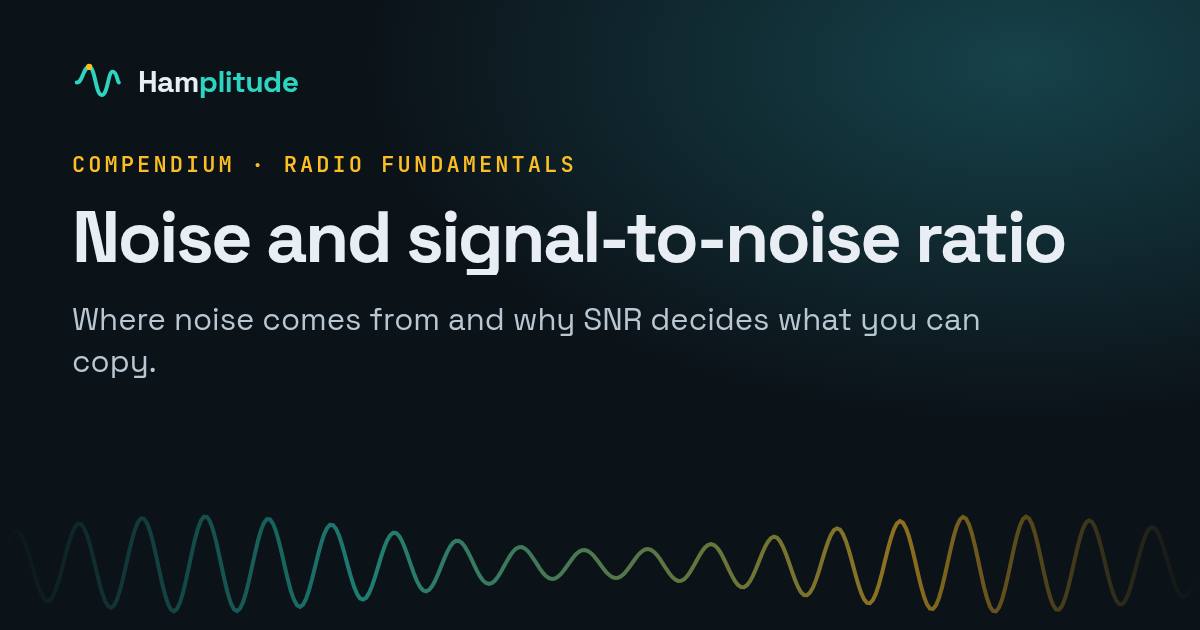 Hamplitude
COMPENDIUM · RADIO FUNDAMENTALS
Noise and signal-to-noise ratio
Where noise comes from and why SNR decides what you can
copy.